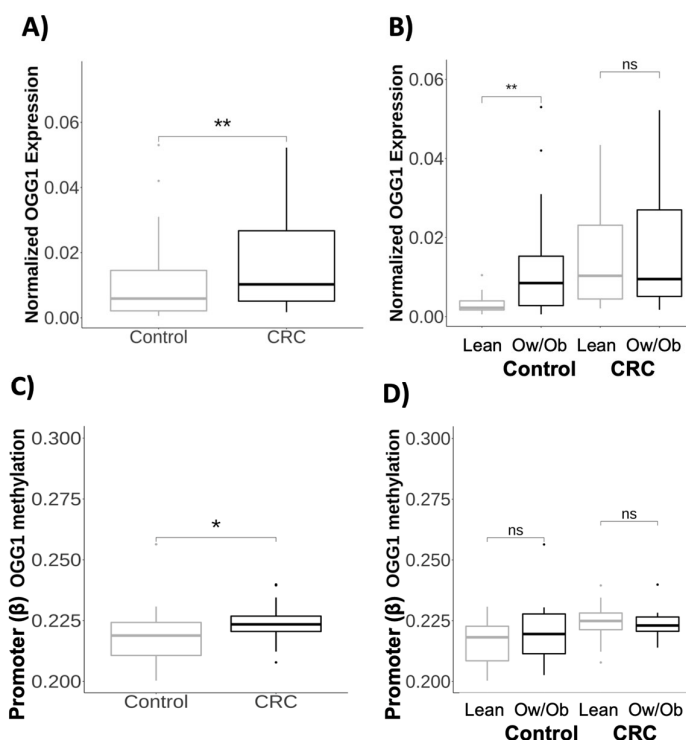 A)
Normalized OGG1 Expression
0.06
0.04
0.02
0.00
**
Control CRC
B)
Normalized OGG1 Expression
0.06
0.04
0.02
0.00
**
ns
Lean Ow/Ob Lean Ow/Ob
Control CRC
C)
Promoter (β) OGG1 methylation
0.300
0.275
0.250
0.225
0.200
*
Control CRC
D)
Promoter (β) OGG1 methylation
0.300
0.275
0.250
0.225
0.200
ns
ns
Lean Ow/Ob Lean Ow/Ob
Control CRC